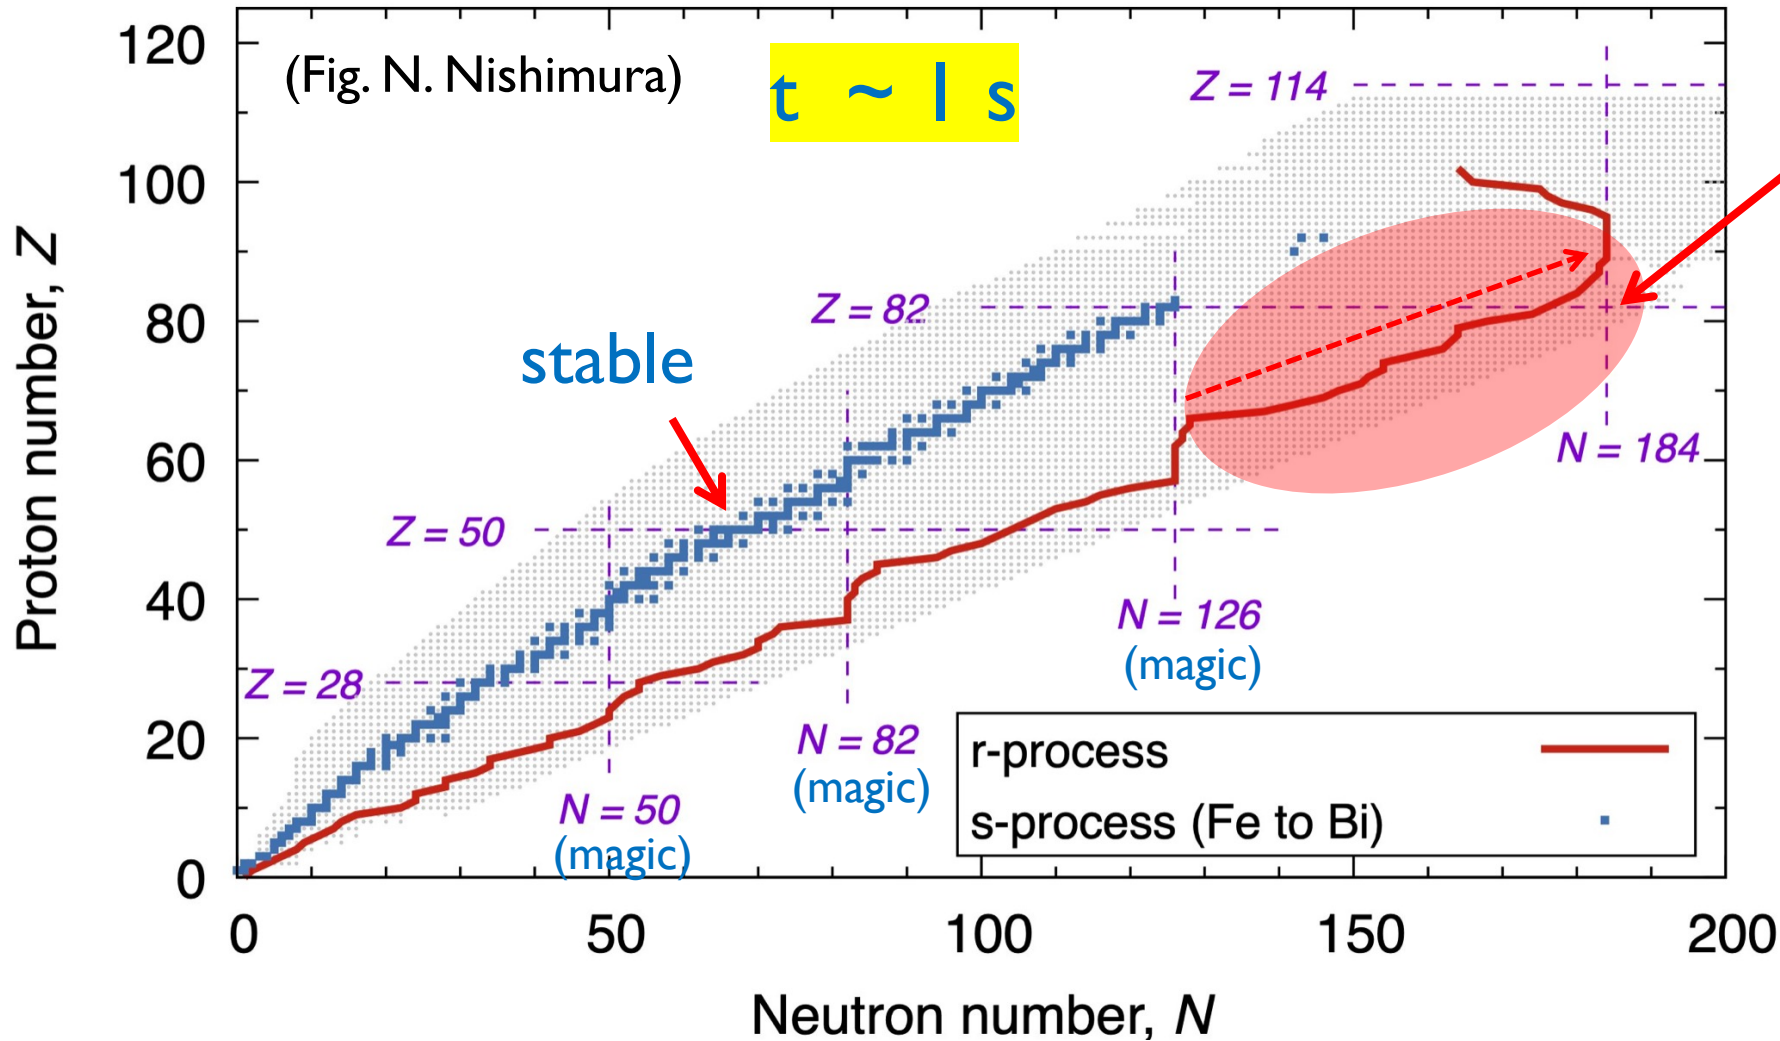 (Fig. N. Nishimura)
t ~ 1 s
Z = 114
Z = 82
stable
Z = 50
N = 184
N = 126
(magic)
Z = 28
N = 82
(magic)
N = 50
(magic)
r-process
s-process (Fe to Bi)
120
100
80
60
40
20
0
Proton number, Z
0 50 100 150 200
Neutron number, N